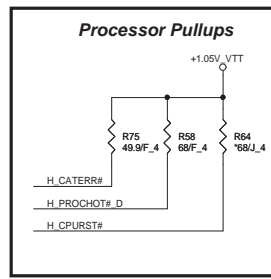 Processor Pullups
+1.05V_VTT
R75 R58 R64
49.9/F_4 68/F_4 *68/J_4
H_CATERR#
H_PROCHOT#_D
H_CPURST#